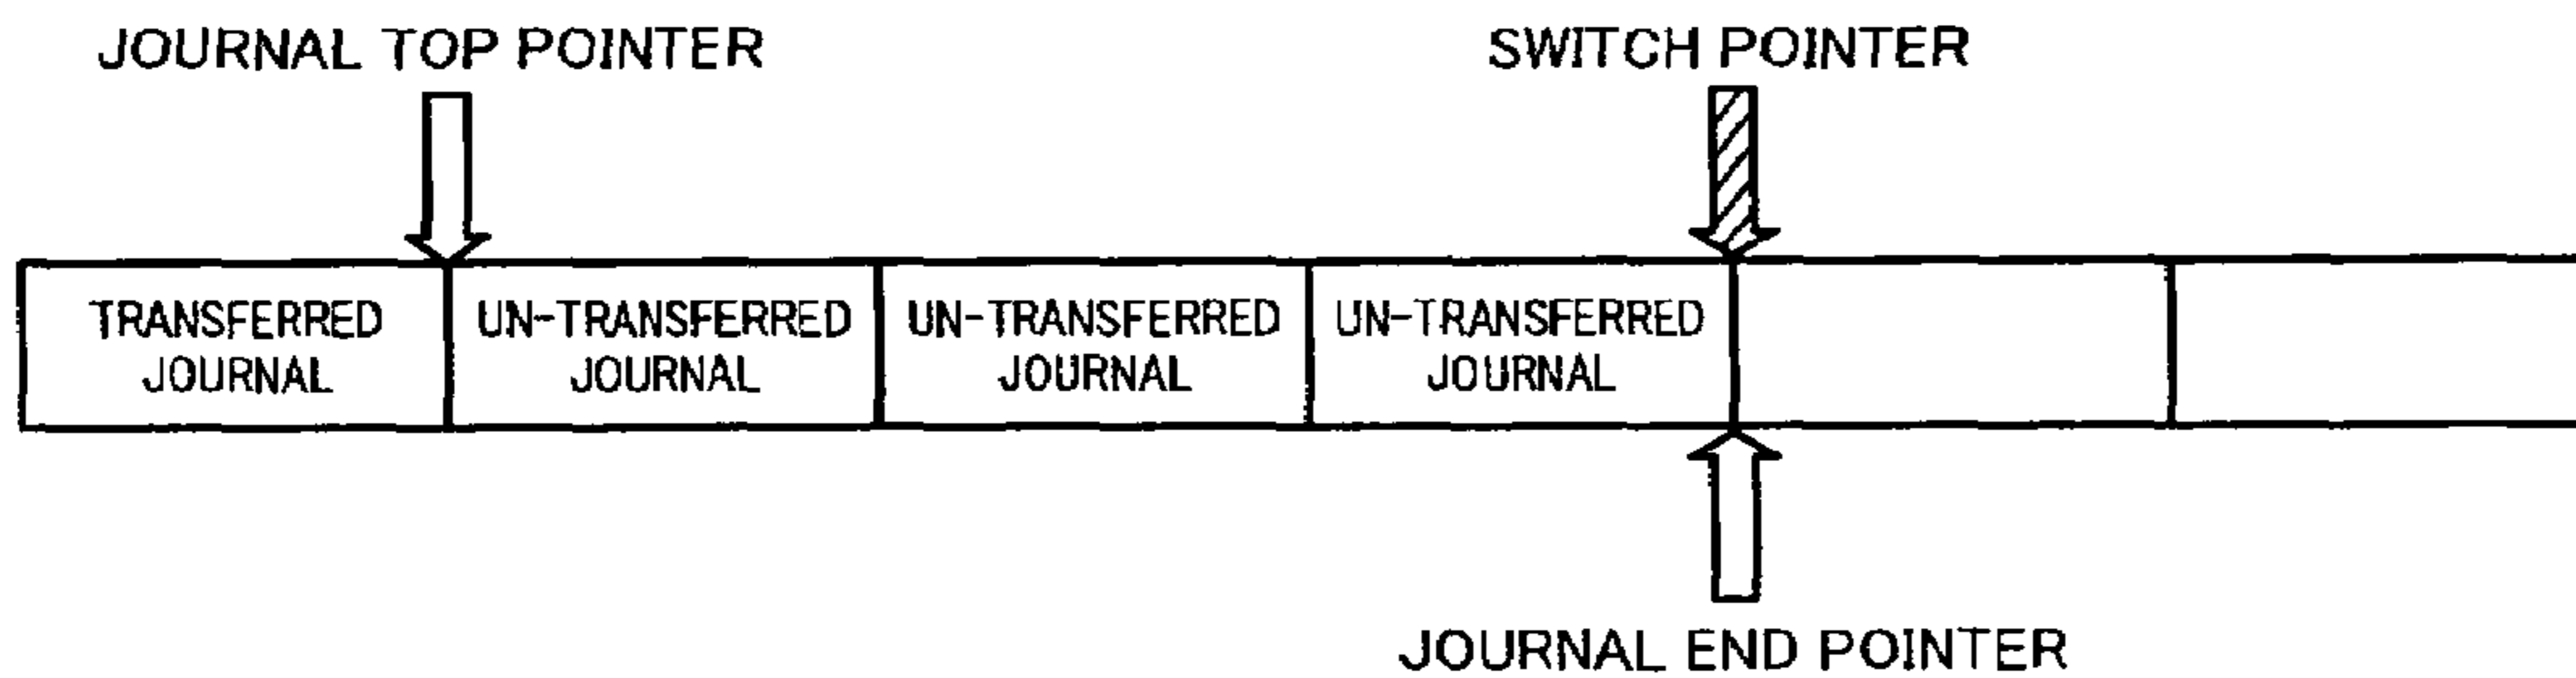 JOURNAL TOP POINTER
SWITCH POINTER
TRANSFERRED
JOURNAL
UN-TRANSFERRED
JOURNAL
UN-TRANSFERRED
JOURNAL
UN-TRANSFERRED
JOURNAL
JOURNAL END POINTER